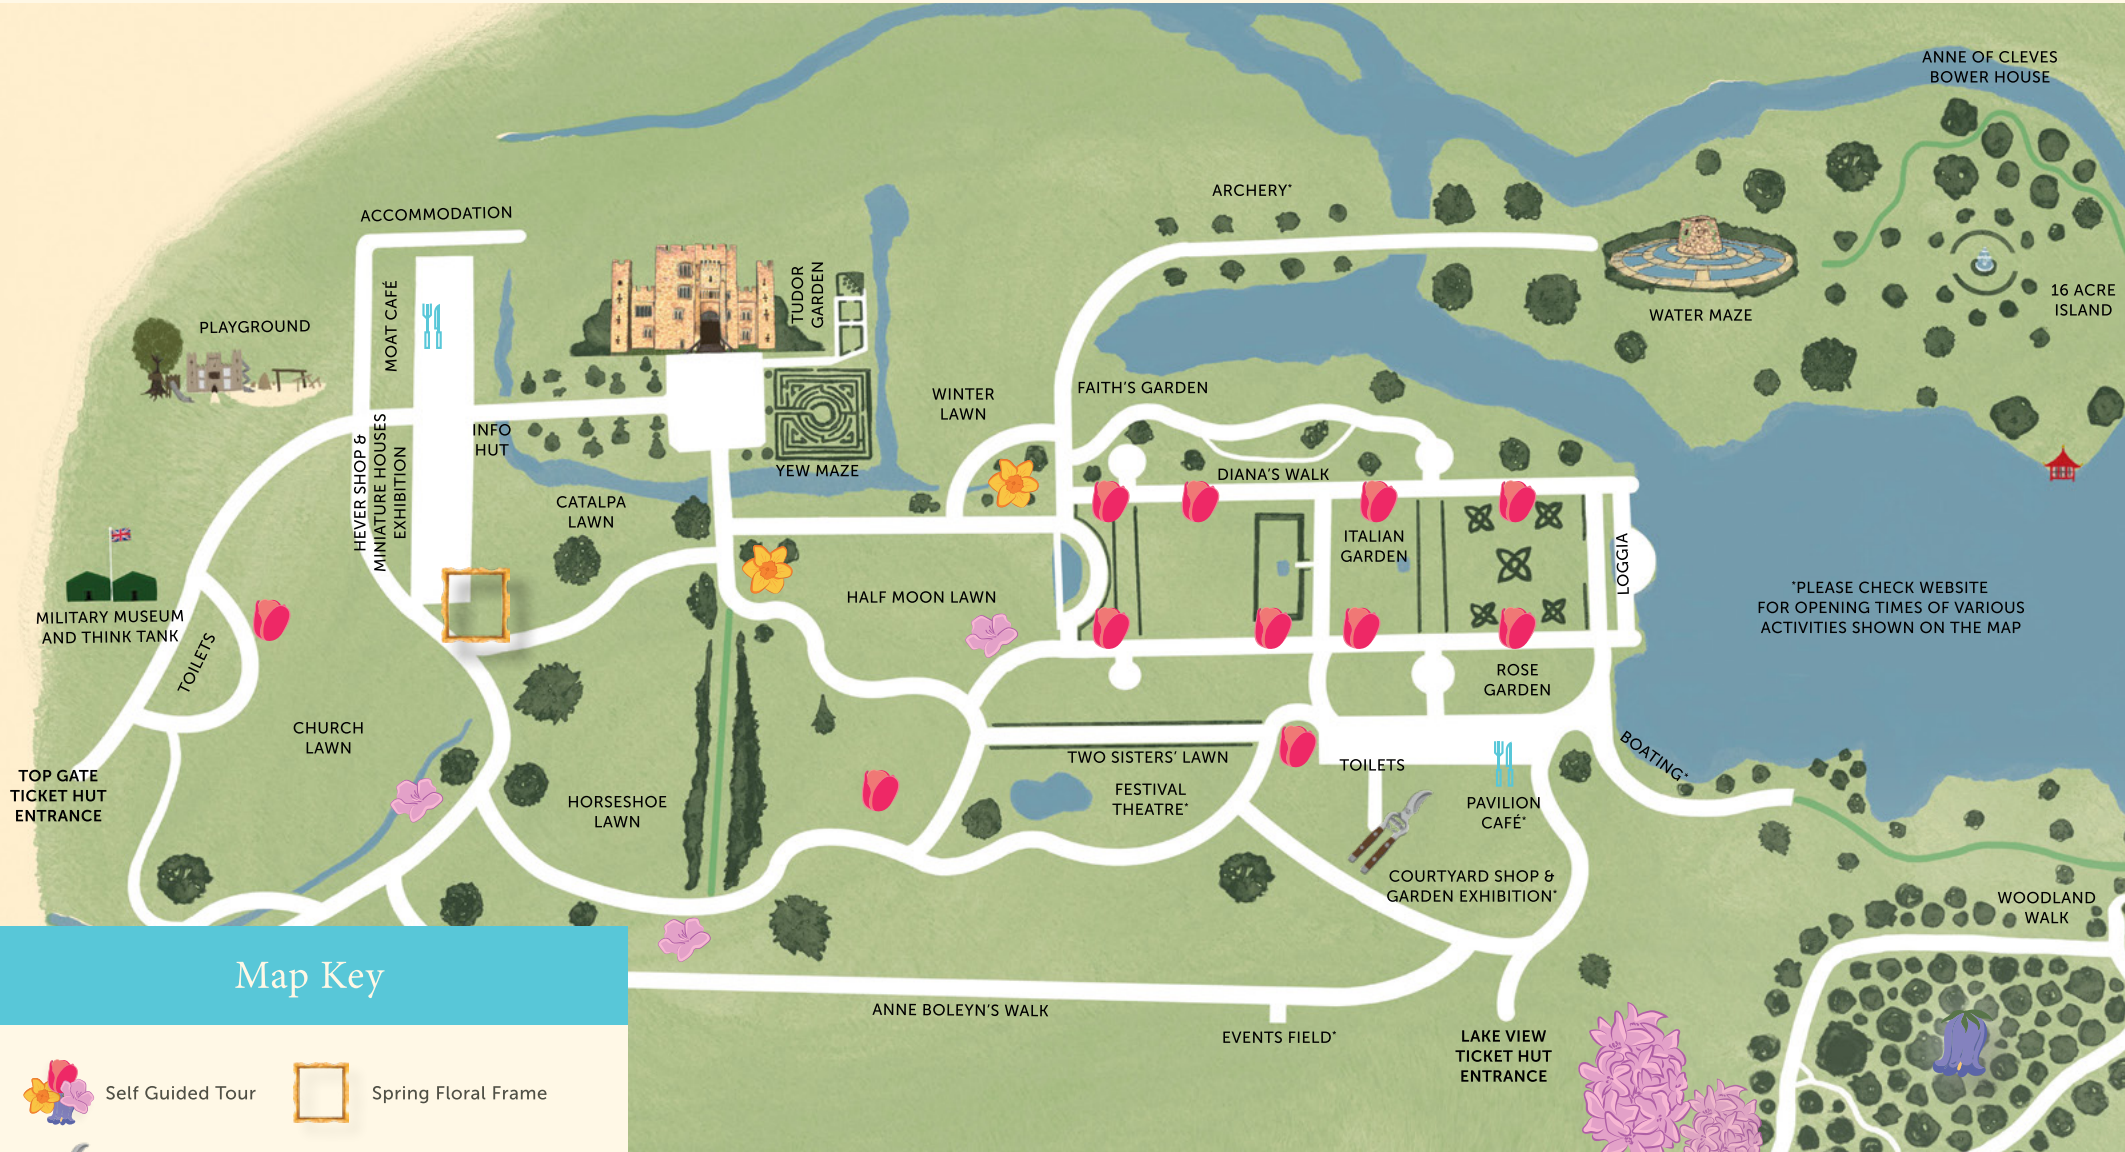 ANNE OF CLEVES
BOWER HOUSE
ARCHERY*
ACCOMMODATION
TUDOR
GARDEN
16 ACRE
ISLAND
WATER MAZE
MOAT CAFÉ
PLAYGROUND
FAITH'S GARDEN
WINTER
LAWN
INFO
HUT
HEVER SHOP &
MINIATURE HOUSES
EXHIBITION
YEW MAZE
DIANA'S WALK
CATALPA
LAWN
ITALIAN
GARDEN
LOGGIA
HALF MOON LAWN
*PLEASE CHECK WEBSITE
FOR OPENING TIMES OF VARIOUS
ACTIVITIES SHOWN ON THE MAP
MILITARY MUSEUM
AND THINK TANK
TOILETS
ROSE
GARDEN
CHURCH
LAWN
BOATING*
TWO SISTERS' LAWN
TOILETS
TOP GATE
TICKET HUT
ENTRANCE
FESTIVAL
THEATRE*
HORSESHOE
LAWN
PAVILION
CAFÉ*
COURTYARD SHOP &
GARDEN EXHIBITION*
WOODLAND
WALK
Map Key
ANNE BOLEYN'S WALK
EVENTS FIELD*
LAKE VIEW
TICKET HUT
ENTRANCE
Self Guided Tour
Spring Floral Frame